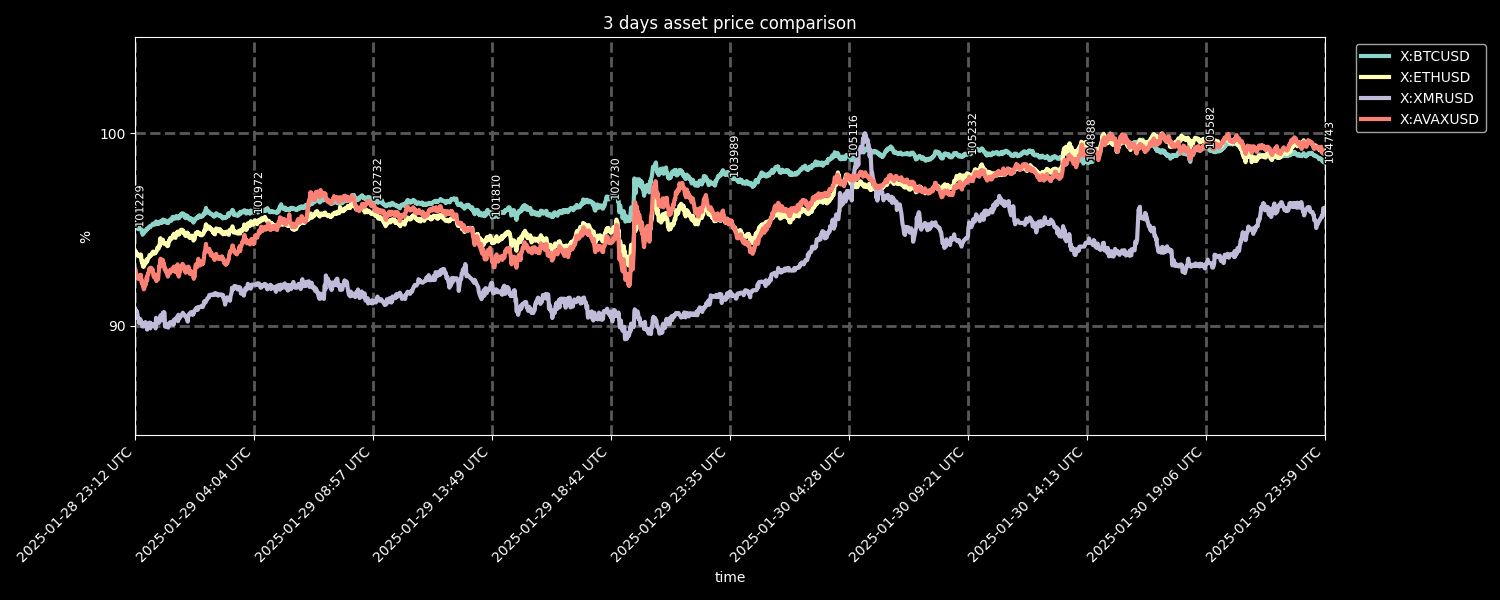 3 days asset price comparison
X:BTCUSD
X:ETHUSD
X:XMRUSD
X:AVAXUSD
100
90
%
101229
101972
102732
101810
102730
103989
105116
105232
104888
105582
104743
2025-01-28 23:12 UTC
2025-01-29 04:04 UTC
2025-01-29 08:57 UTC
2025-01-29 13:49 UTC
2025-01-29 18:42 UTC
2025-01-29 23:35 UTC
2025-01-30 04:28 UTC
2025-01-30 09:21 UTC
2025-01-30 14:13 UTC
2025-01-30 19:06 UTC
2025-01-30 23:59 UTC
time